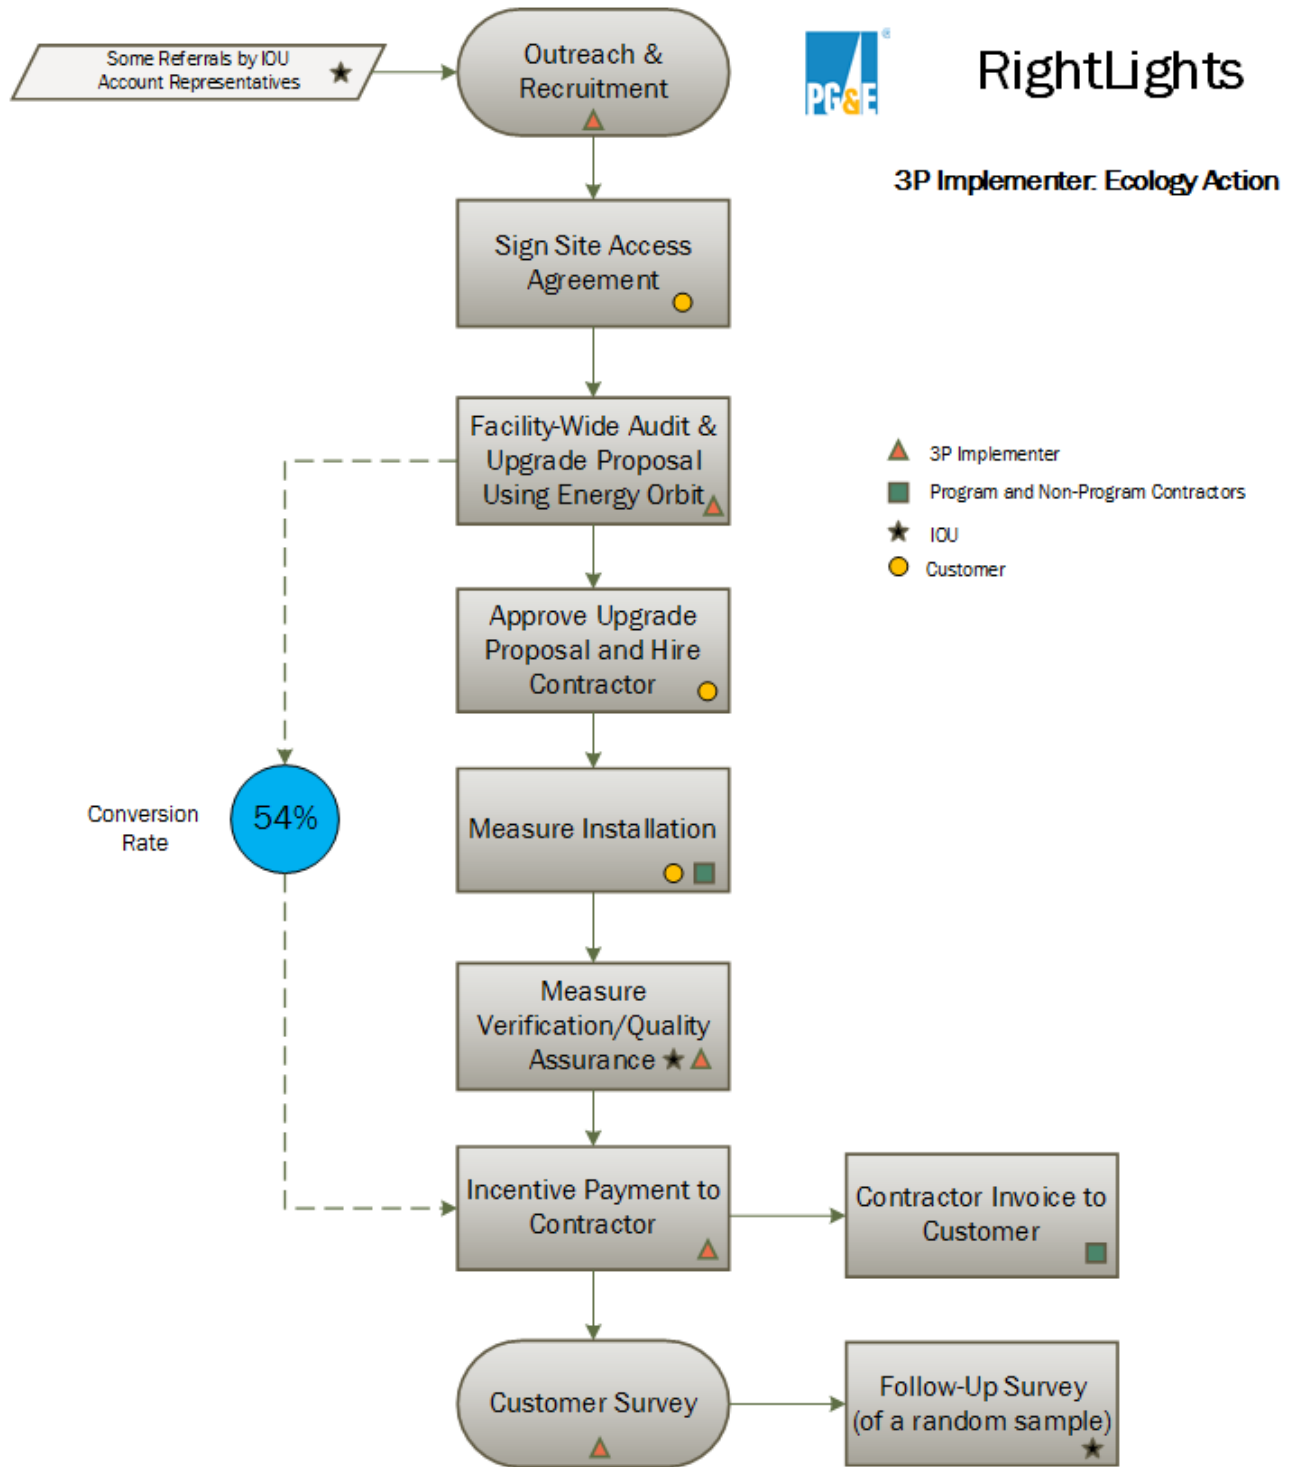 Some Referrals by IOU
Account Representatives
Outreach &
Recruitment
PG&E
®
RightLights
3P Implementer: Ecology Action
Sign Site Access
Agreement
Facility-Wide Audit &
Upgrade Proposal
Using Energy Orbit
3P Implementer
Program and Non-Program Contractors
IOU
Customer
Approve Upgrade
Proposal and Hire
Contractor
Conversion
Rate
54%
Measure Installation
Measure
Verification/Quality
Assurance
Incentive Payment to
Contractor
Contractor Invoice to
Customer
Customer Survey
Follow-Up Survey
(of a random sample)